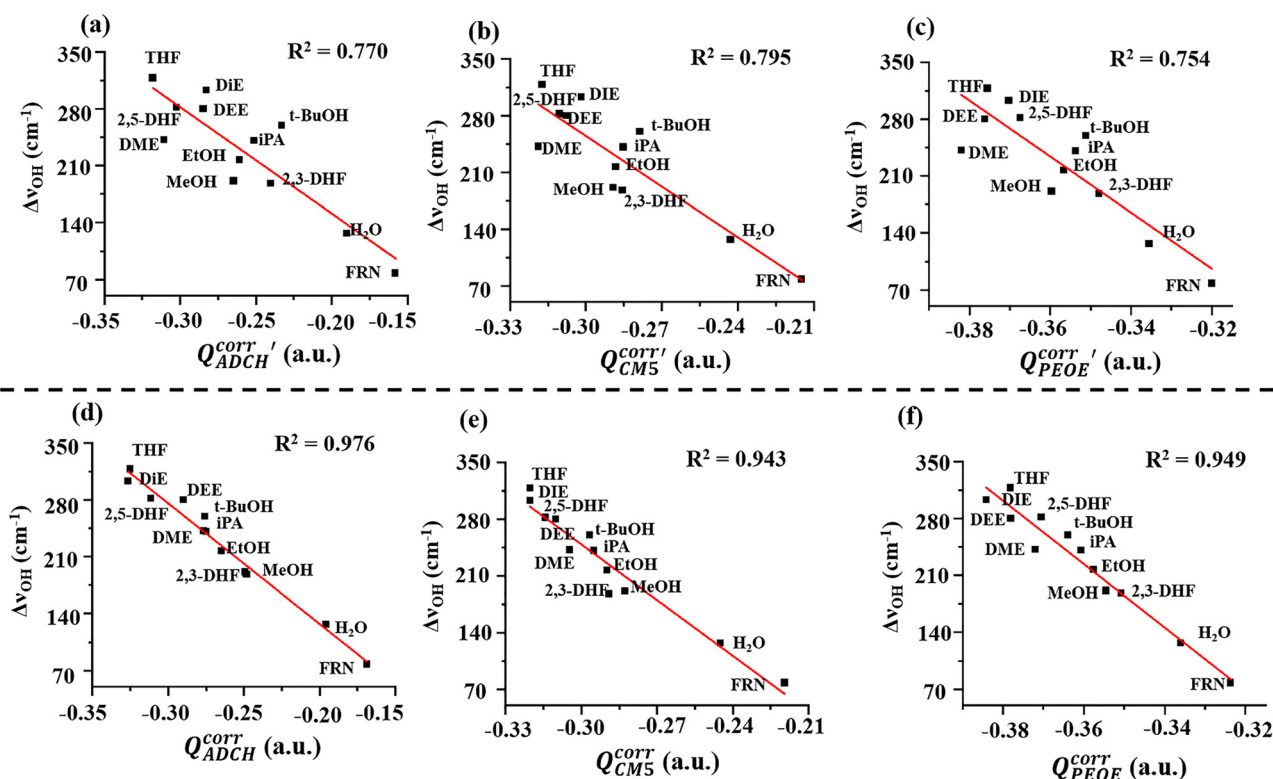 (a)
R² = 0.770
350
280
210
140
70
Δν_OH (cm⁻¹)
THF
DiE
DEE
2,5-DHF
t-BuOH
DME
iPA
EtOH
MeOH
2,3-DHF
H₂O
FRN
-0.35 -0.30 -0.25 -0.20 -0.15
Q_ADCH^corr′ (a.u.)
(b)
R² = 0.795
350
280
210
140
70
Δν_OH (cm⁻¹)
THF
DIE
2,5-DHF
DEE
t-BuOH
DME
iPA
EtOH
MeOH
2,3-DHF
H₂O
FRN
-0.33 -0.30 -0.27 -0.24 -0.21
Q_CM5^corr′ (a.u.)
(c)
R² = 0.754
350
280
210
140
70
Δν_OH (cm⁻¹)
THF
DIE
DEE
2,5-DHF
t-BuOH
DME
iPA
EtOH
MeOH
2,3-DHF
H₂O
FRN
-0.38 -0.36 -0.34 -0.32
Q_PEOE^corr′ (a.u.)
(d)
R² = 0.976
350
280
210
140
70
Δν_OH (cm⁻¹)
THF
DiE
DEE
2,5-DHF
t-BuOH
iPA
DME
EtOH
2,3-DHF
MeOH
H₂O
FRN
-0.35 -0.30 -0.25 -0.20 -0.15
Q_ADCH^corr (a.u.)
(e)
R² = 0.943
350
280
210
140
70
Δν_OH (cm⁻¹)
THF
DIE
2,5-DHF
DEE
t-BuOH
iPA
DME
EtOH
2,3-DHF
MeOH
H₂O
FRN
-0.33 -0.30 -0.27 -0.24 -0.21
Q_CM5^corr (a.u.)
(f)
R² = 0.949
350
280
210
140
70
Δν_OH (cm⁻¹)
THF
DIE
2,5-DHF
DEE
t-BuOH
DME
iPA
EtOH
MeOH
2,3-DHF
H₂O
FRN
-0.38 -0.36 -0.34 -0.32
Q_PEOE^corr (a.u.)